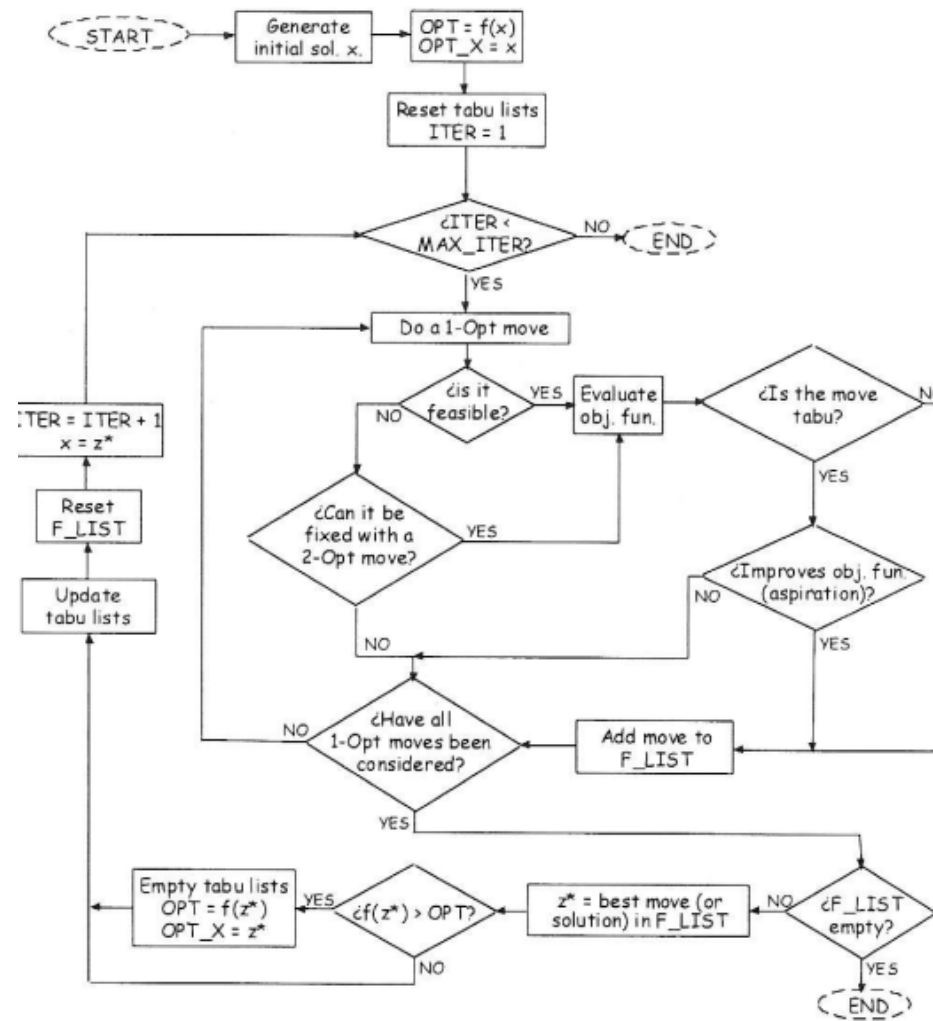 START
Generate
initial sol. x.
OPT = f(x)
OPT_X = x
Reset tabu lists
ITER = 1
¿ITER <
MAX_ITER?
NO
END
YES
Do a 1-Opt move
¿is it
feasible?
YES
NO
Evaluate
obj. fun.
¿Is the move
tabu?
YES
ITER = ITER + 1
x = z*
Reset
F_LIST
Update
tabu lists
¿Can it be
fixed with a
2-Opt move?
YES
NO
¿Improves obj. fun.
(aspiration)?
NO
YES
¿Have all
1-Opt moves been
considered?
NO
YES
Add move to
F_LIST
Empty tabu lists
OPT = f(z*)
OPT_X = z*
YES
¿f(z*) > OPT?
NO
z* = best move (or
solution) in F_LIST
NO
¿F_LIST
empty?
YES
END